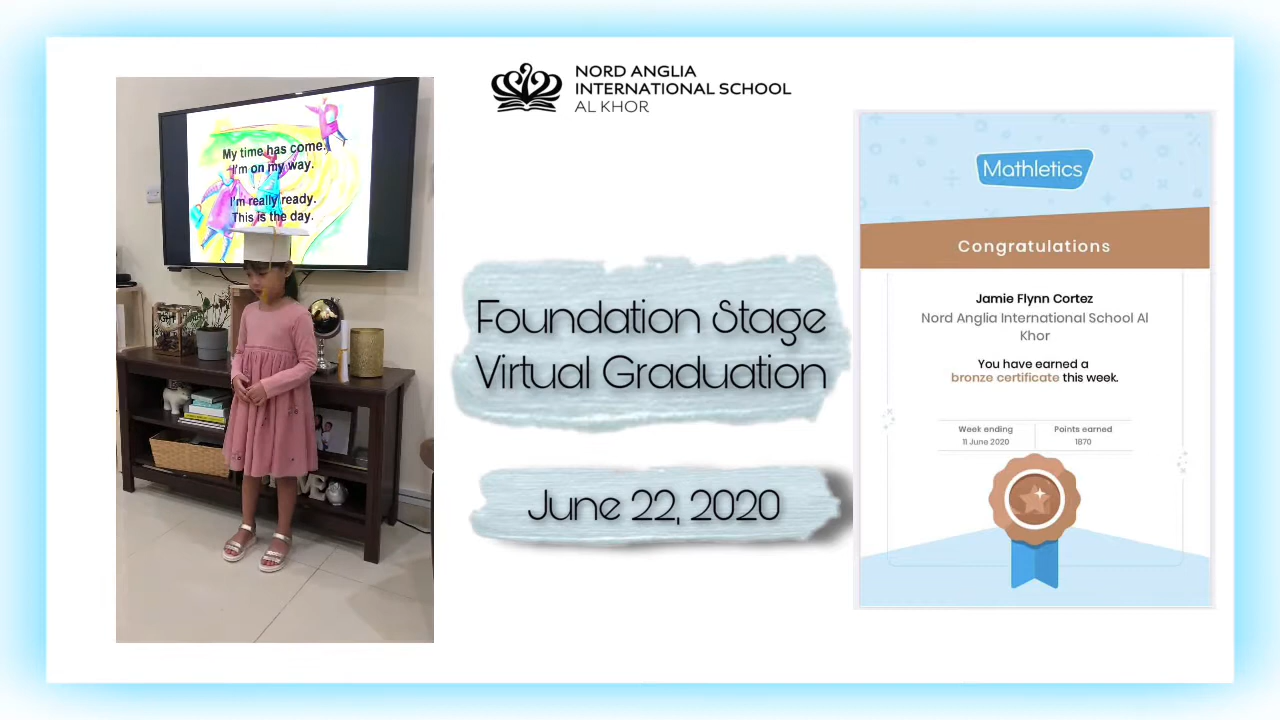 NORD ANGLIA
INTERNATIONAL SCHOOL
AL KHOR
My time has come.
I'm on my way.
I'm really ready.
This is the day.
Foundation Stage
Virtual Graduation
June 22, 2020
Mathletics
Congratulations
Jamie Flynn Cortez
Nord Anglia International School Al
Khor
You have earned a
bronze certificate this week.
Week ending
Points earned
11 June 2020
1870